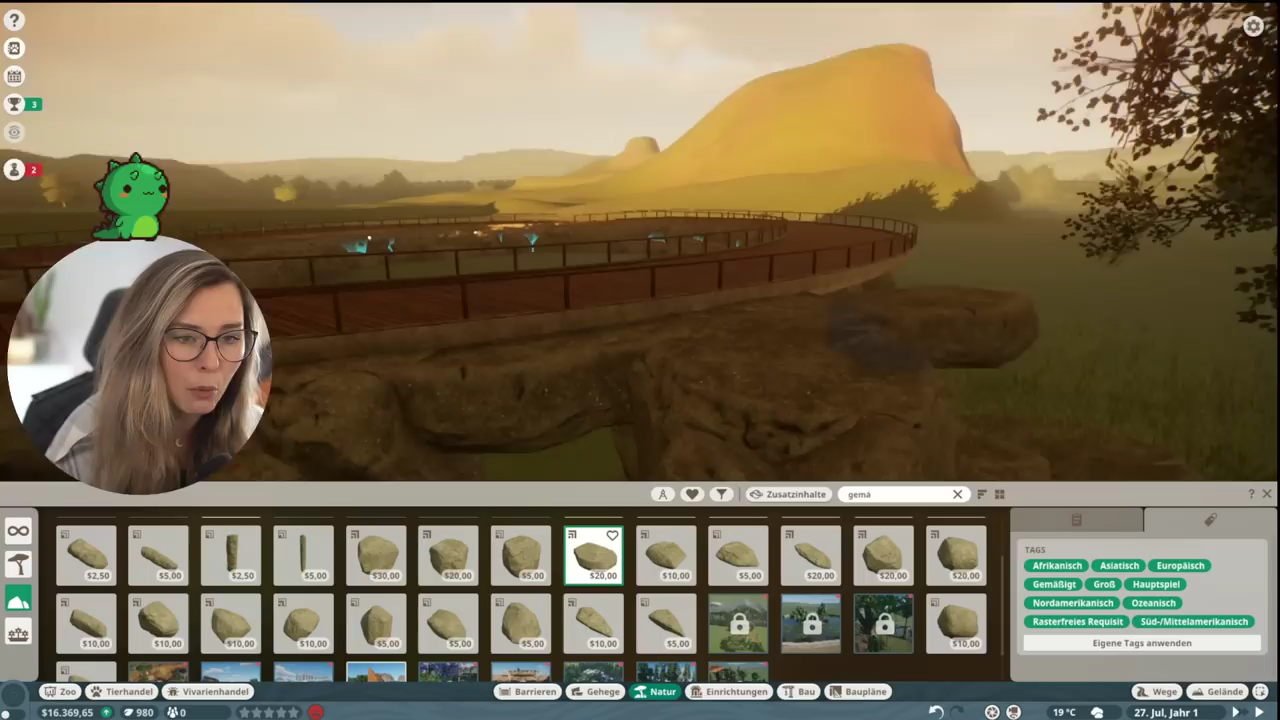 ?
3
2
Zusatzinhalte
gemä
?
$2,50 $5,00 $2,50 $5,00 $30,00 $20,00 $5,00 $20,00 $10,00 $5,00 $20,00 $20,00 $20,00
$10,00 $10,00 $10,00 $10,00 $5,00 $5,00 $5,00 $10,00 $5,00 $10,00
TAGS
Afrikanisch Asiatisch Europäisch
Gemäßigt Groß Hauptspiel
Nordamerikanisch Ozeanisch
Rasterfreies Requisit Süd-/Mittelamerikanisch
Eigene Tags anwenden
Zoo Tierhandel Vivarienhandel Barrieren Gehege Natur Einrichtungen Bau Baupläne Wege Gelände
$16.369,65 980 0 19 °C 27. Jul, Jahr 1